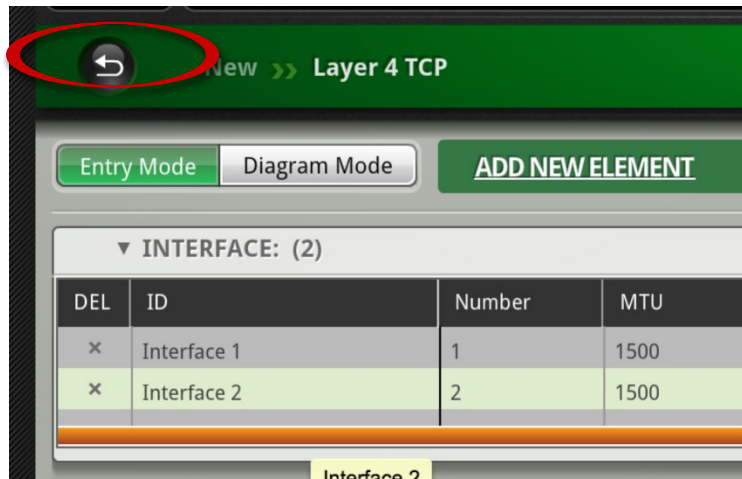 New >> Layer 4 TCP
Entry Mode Diagram Mode ADD NEW ELEMENT
▼ INTERFACE: (2)
DEL ID Number MTU
× Interface 1 1 1500
× Interface 2 2 1500
Interface 2